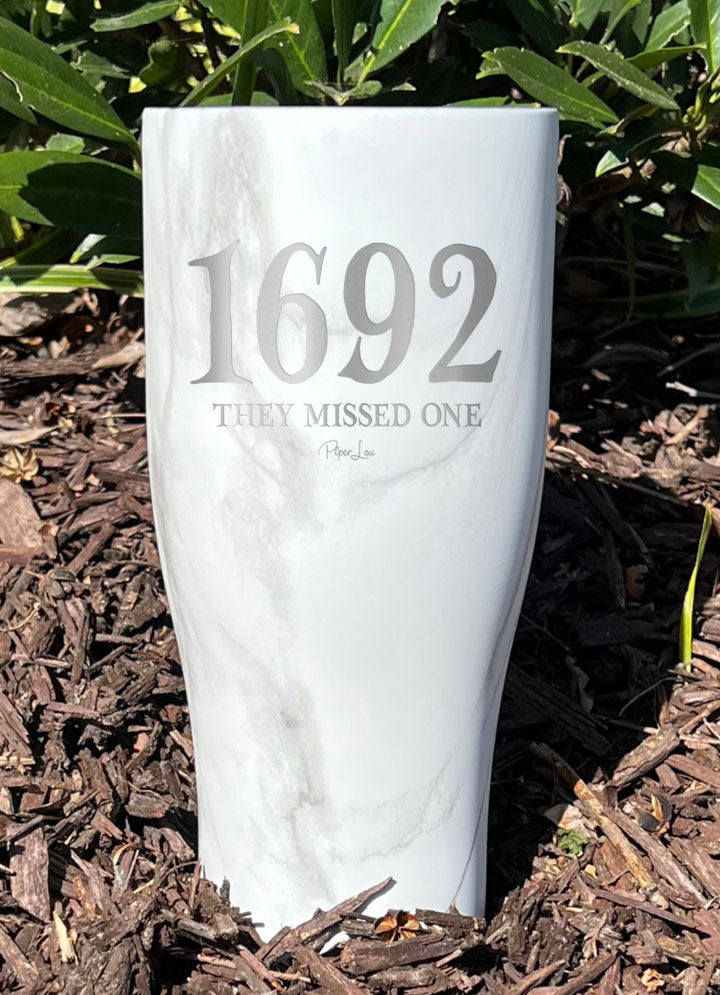 1692
THEY MISSED ONE
Piper Lou